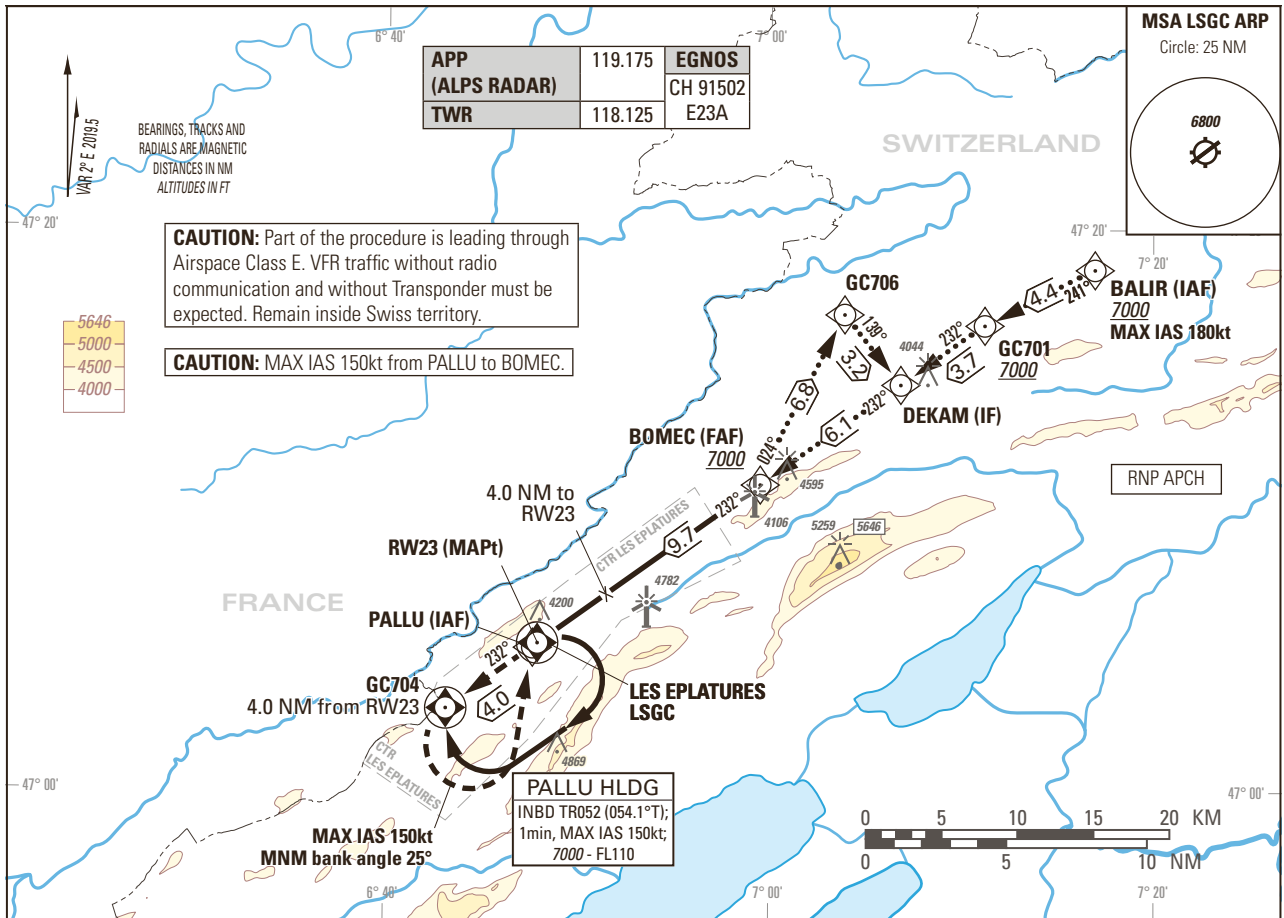 6° 40'
7° 00'
MSA LSGC ARP
Circle: 25 NM
6800
APP
(ALPS RADAR)
119.175
EGNOS
CH 91502
E23A
TWR
118.125
VAR 2° E 2019.5
BEARINGS, TRACKS AND
RADIALS ARE MAGNETIC
DISTANCES IN NM
ALTITUDES IN FT
SWITZERLAND
47° 20'
47° 20'
7° 20'
CAUTION: Part of the procedure is leading through
Airspace Class E. VFR traffic without radio
communication and without Transponder must be
expected. Remain inside Swiss territory.
CAUTION: MAX IAS 150kt from PALLU to BOMEC.
5646
5000
4500
4000
GC706
139°
3.2
6.8
024°
4.4
241°
BALIR (IAF)
7000
MAX IAS 180kt
232°
GC701
7000
4044
3.7
232°
DEKAM (IF)
6.1
BOMEC (FAF)
7000
232°
4595
4106
RNP APCH
5259
5646
4.0 NM to
RW23
9.7
CTR LES EPLATURES
RW23 (MAPt)
4782
FRANCE
4200
PALLU (IAF)
232°
GC704
4.0 NM from RW23
4.0
LES EPLATURES
LSGC
CTR
LES EPLATURES
4869
PALLU HLDG
INBD TR052 (054.1°T);
1min, MAX IAS 150kt;
7000 - FL110
MAX IAS 150kt
MNM bank angle 25°
47° 00'
47° 00'
0 5 10 15 20 KM
0 5 10 NM
6° 40'
7° 00'
7° 20'